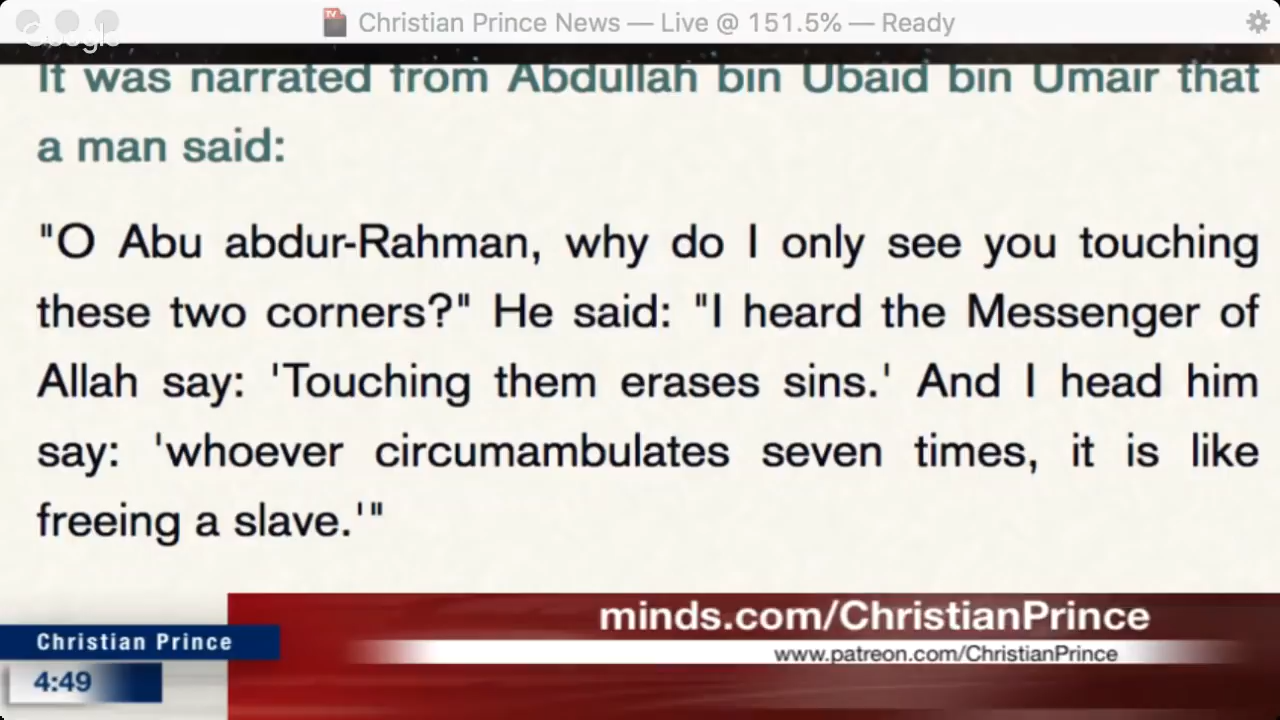 Christian Prince News — Live @ 151.5% — Ready
Google
It was narrated from Abdullah bin Ubaid bin Umair that
a man said:
"O Abu abdur-Rahman, why do I only see you touching
these two corners?" He said: "I heard the Messenger of
Allah say: 'Touching them erases sins.' And I head him
say: 'whoever circumambulates seven times, it is like
freeing a slave.'"
minds.com/ChristianPrince
Christian Prince
www.patreon.com/ChristianPrince
4:49